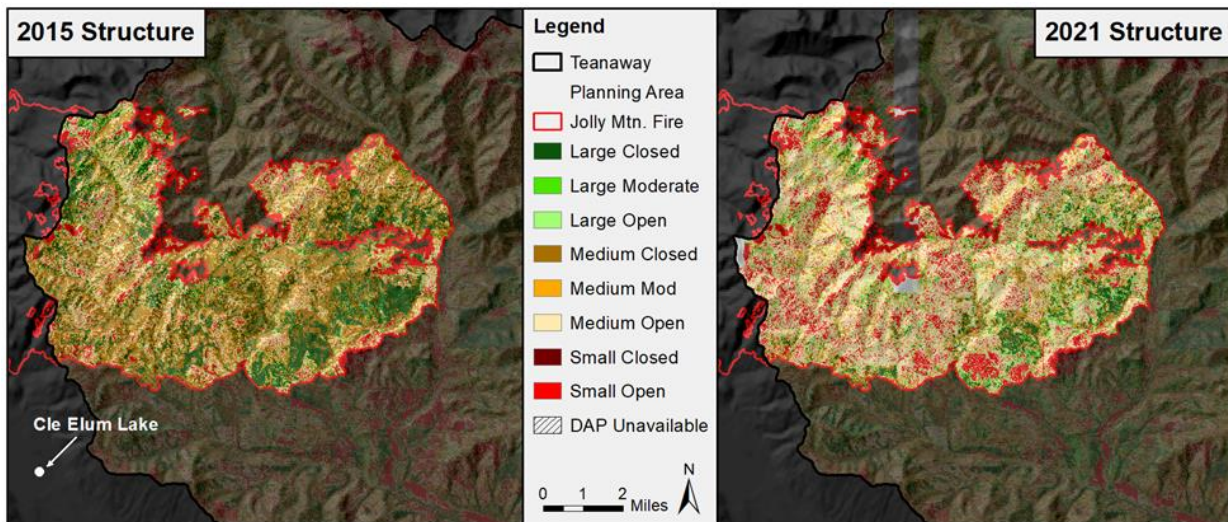 2015 Structure
Cle Elum Lake
Legend
Teanaway
Planning Area
Jolly Mtn. Fire
Large Closed
Large Moderate
Large Open
Medium Closed
Medium Mod
Medium Open
Small Closed
Small Open
DAP Unavailable
N
0 1 2
Miles
2021 Structure